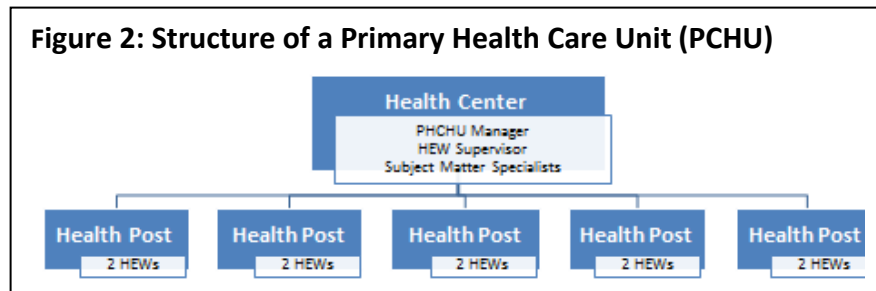 Figure 2: Structure of a Primary Health Care Unit (PCHU)
Health Center
PHCHU Manager
HEW Supervisor
Subject Matter Specialists
Health Post
2 HEWs
Health Post
2 HEWs
Health Post
2 HEWs
Health Post
2 HEWs
Health Post
2 HEWs